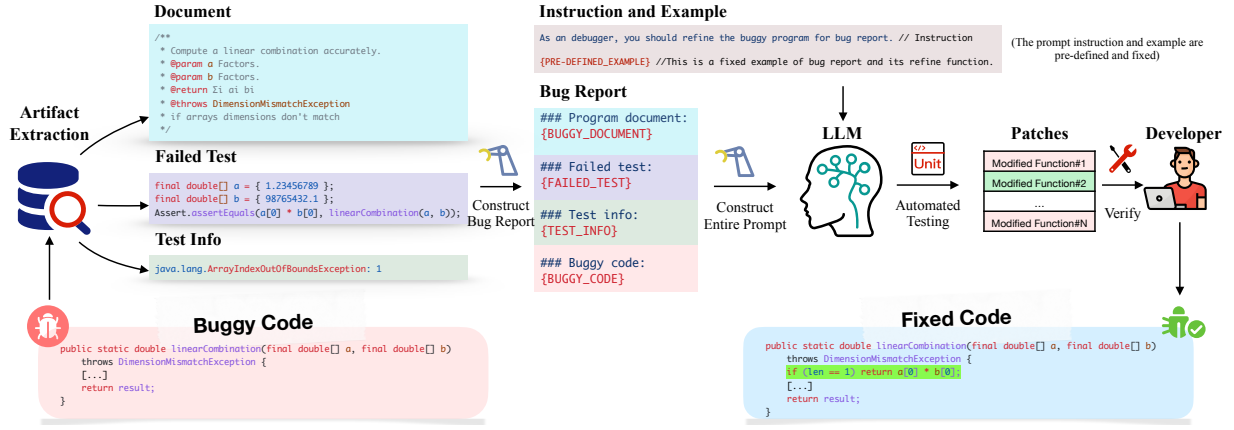 Document
/**
* Compute a linear combination accurately.
* @param a Factors.
* @param b Factors.
* @return Σi ai bi
* @throws DimensionMismatchException
* if arrays dimensions don't match
*/
Artifact
Extraction
Failed Test
final double[] a = { 1.23456789 };
final double[] b = { 98765432.1 };
Assert.assertEquals(a[0] * b[0], linearCombination(a, b));
Test Info
java.lang.ArrayIndexOutOfBoundsException: 1
Construct
Bug Report
Instruction and Example
As an debugger, you should refine the buggy program for bug report. // Instruction
{PRE-DEFINED_EXAMPLE} //This is a fixed example of bug report and its refine function.
(The prompt instruction and example are
pre-defined and fixed)
Bug Report
### Program document:
{BUGGY_DOCUMENT}
### Failed test:
{FAILED_TEST}
### Test info:
{TEST_INFO}
### Buggy code:
{BUGGY_CODE}
Construct
Entire Prompt
LLM
Unit
Automated
Testing
Patches
Modified Function#1
Modified Function#2
...
Modified Function#N
Verify
Developer
Buggy Code
public static double linearCombination(final double[] a, final double[] b)
throws DimensionMismatchException {
[...]
return result;
}
Fixed Code
public static double linearCombination(final double[] a, final double[] b)
throws DimensionMismatchException {
if (len == 1) return a[0] * b[0];
[...]
return result;
}